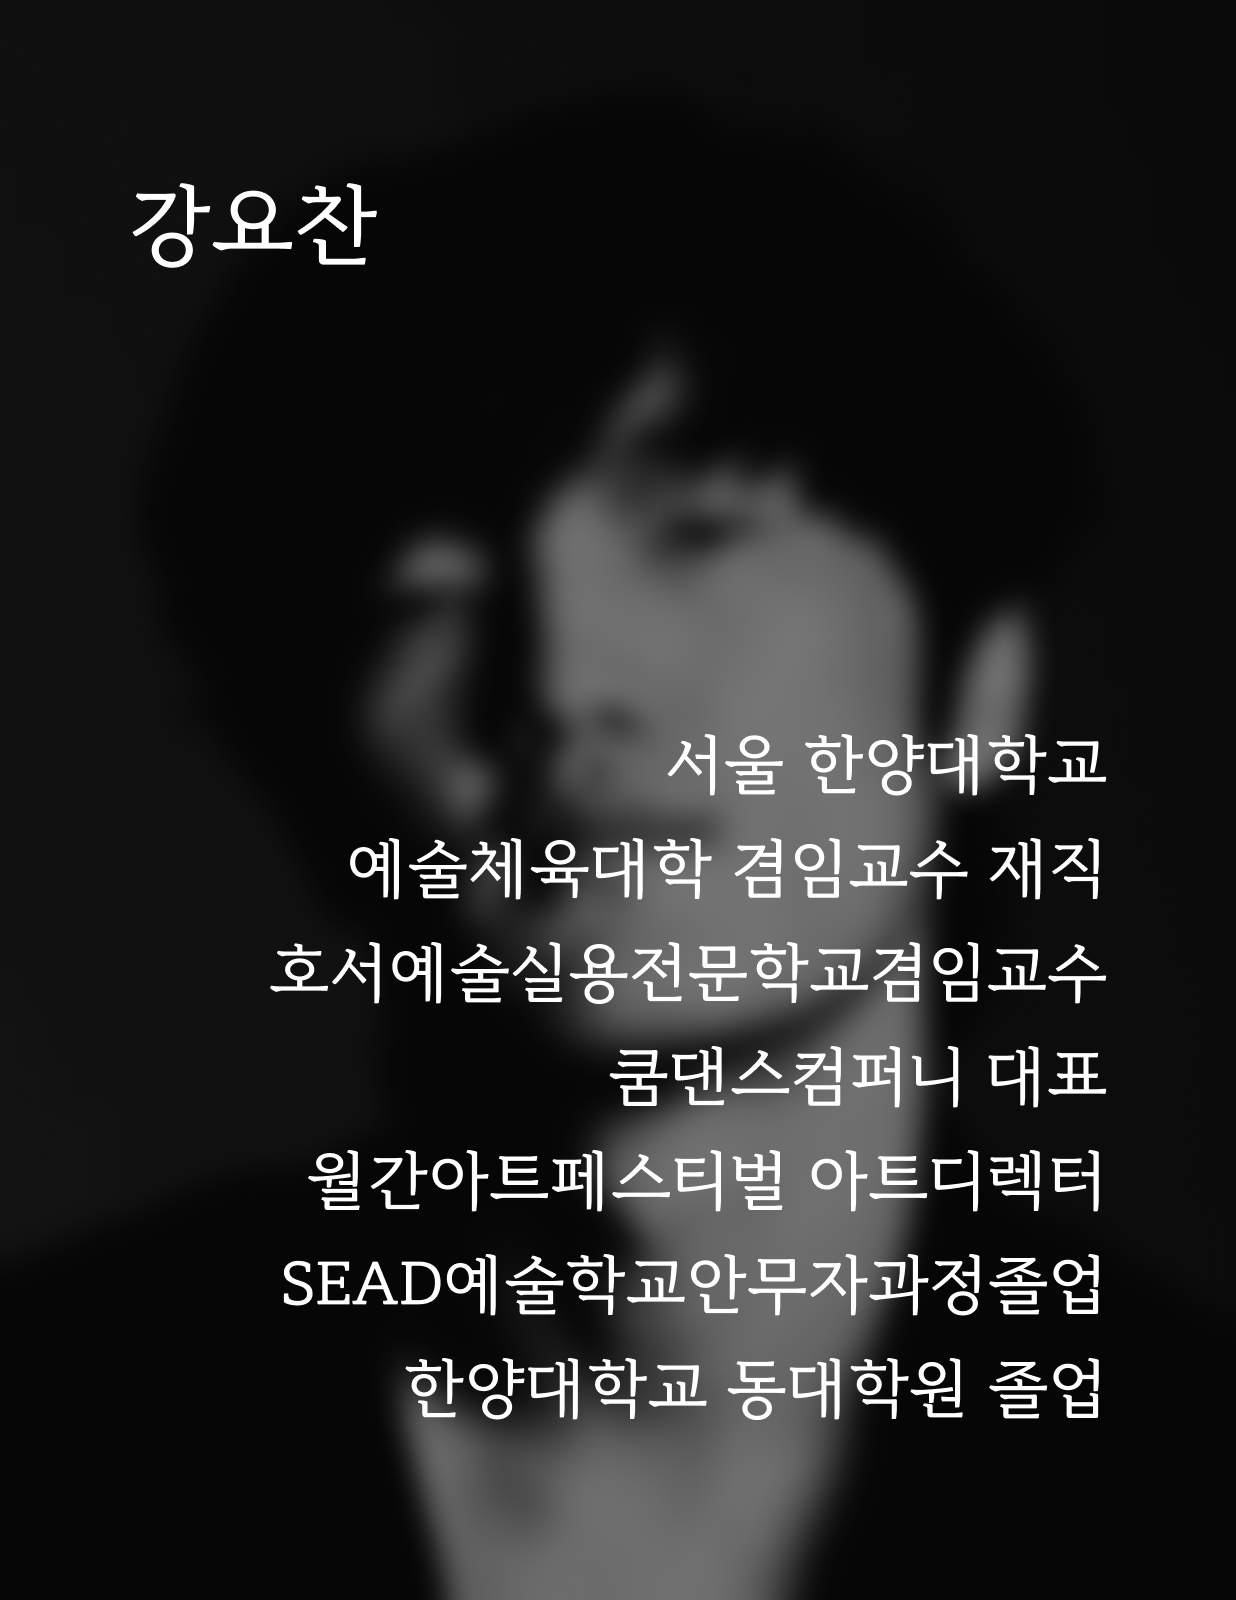 강요찬
서울 한양대학교
예술체육대학 겸임교수 재직
호서예술실용전문학교겸임교수
쿰댄스컴퍼니 대표
월간아트페스티벌 아트디렉터
SEAD예술학교안무자과정졸업
한양대학교 동대학원 졸업